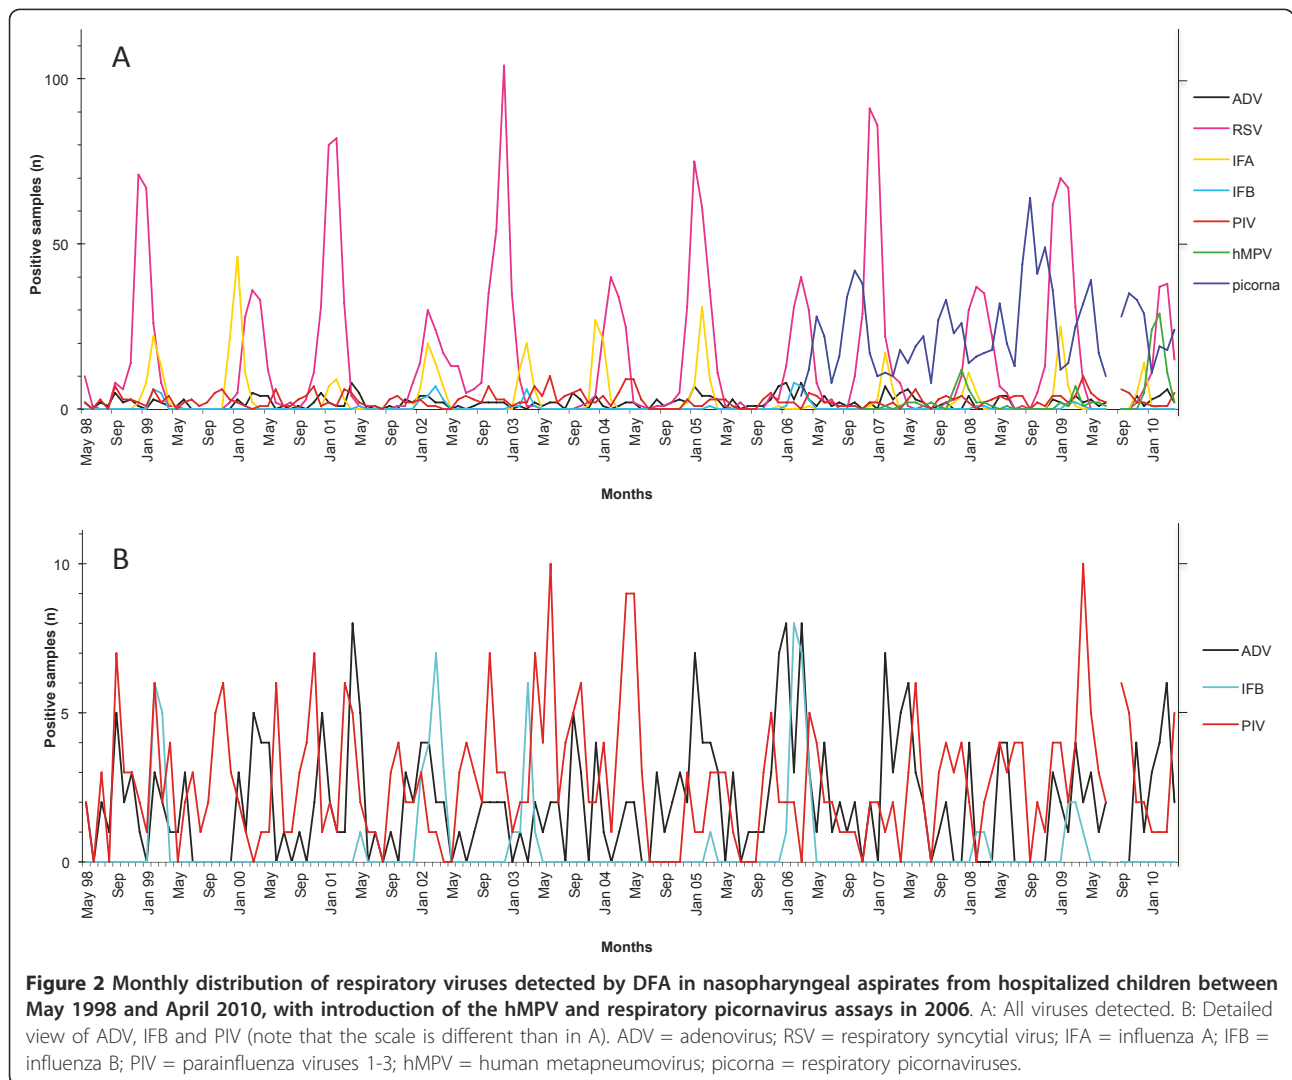 A
100
50
0
Positive samples (n)
May 98
Sep
Jan 99
May
Sep
Jan 00
May
Sep
Jan 01
May
Sep
Jan 02
May
Sep
Jan 03
May
Sep
Jan 04
May
Sep
Jan 05
May
Sep
Jan 06
May
Sep
Jan 07
May
Sep
Jan 08
May
Sep
Jan 09
May
Sep
Jan 10
Months
ADV
RSV
IFA
IFB
PIV
hMPV
picorna
B
10
5
0
Positive samples (n)
May 98
Sep
Jan 99
May
Sep
Jan 00
May
Sep
Jan 01
May
Sep
Jan 02
May
Sep
Jan 03
May
Sep
Jan 04
May
Sep
Jan 05
May
Sep
Jan 06
May
Sep
Jan 07
May
Sep
Jan 08
May
Sep
Jan 09
May
Sep
Jan 10
Months
ADV
IFB
PIV
Figure 2 Monthly distribution of respiratory viruses detected by DFA in nasopharyngeal aspirates from hospitalized children between
May 1998 and April 2010, with introduction of the hMPV and respiratory picornavirus assays in 2006. A: All viruses detected. B: Detailed
view of ADV, IFB and PIV (note that the scale is different than in A). ADV = adenovirus; RSV = respiratory syncytial virus; IFA = influenza A; IFB =
influenza B; PIV = parainfluenza viruses 1-3; hMPV = human metapneumovirus; picorna = respiratory picornaviruses.